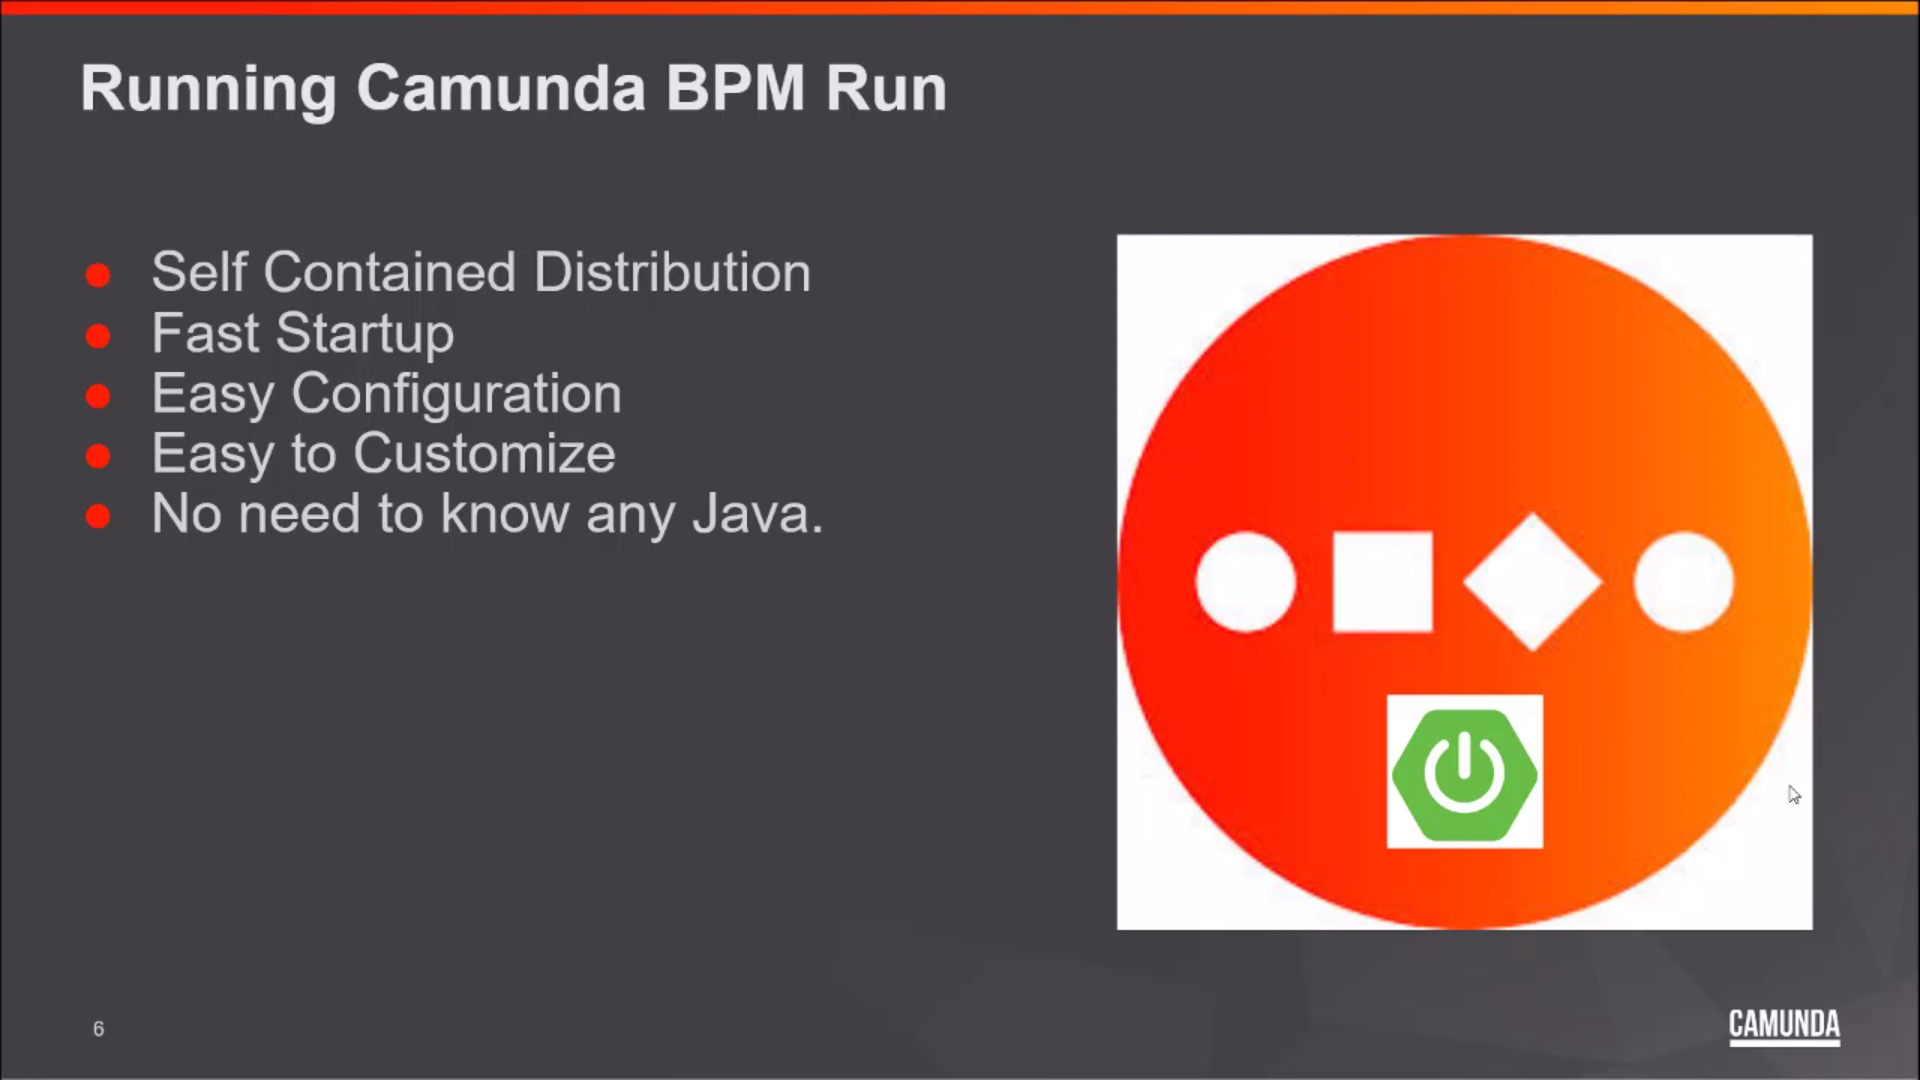 Running Camunda BPM Run
● Self Contained Distribution
● Fast Startup
● Easy Configuration
● Easy to Customize
● No need to know any Java.
6
CAMUNDA